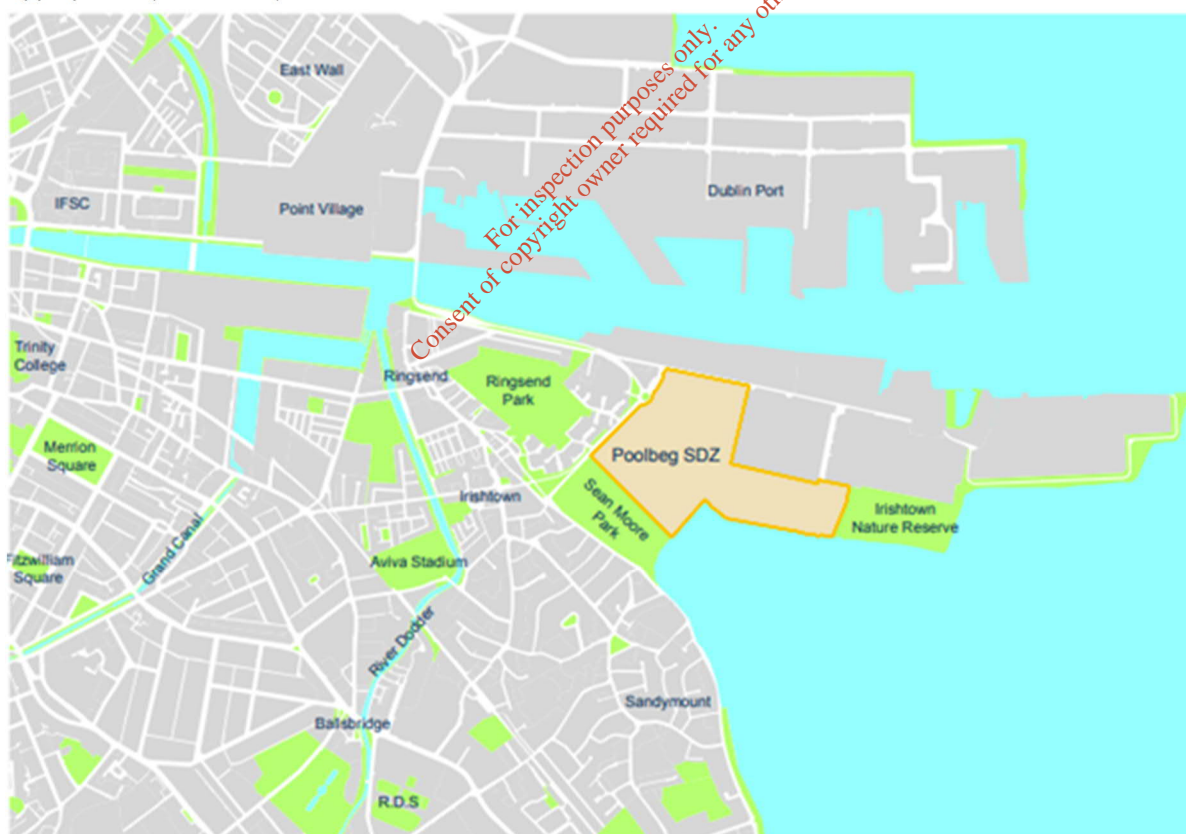 For inspection purposes only.
Consent of copyright owner required for any
East Wall
IFSC
Point Village
Dublin Port
Trinity
College
Ringsend
Ringsend
Park
Merrion
Square
Poolbeg SDZ
Irishtown
Sean Moore
Park
Irishtown
Nature Reserve
Grand Canal
Fitzwilliam
Square
Aviva Stadium
River Dodder
Sandymount
Ballsbridge
R.D.S